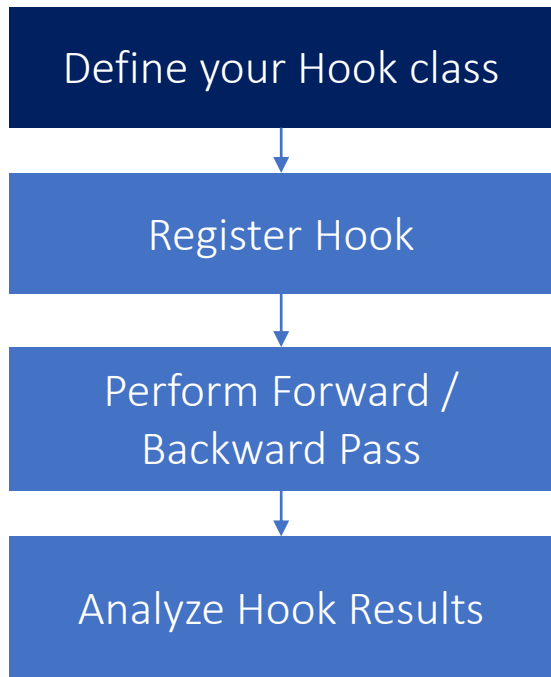 Define your Hook class
Register Hook
Perform Forward /
Backward Pass
Analyze Hook Results